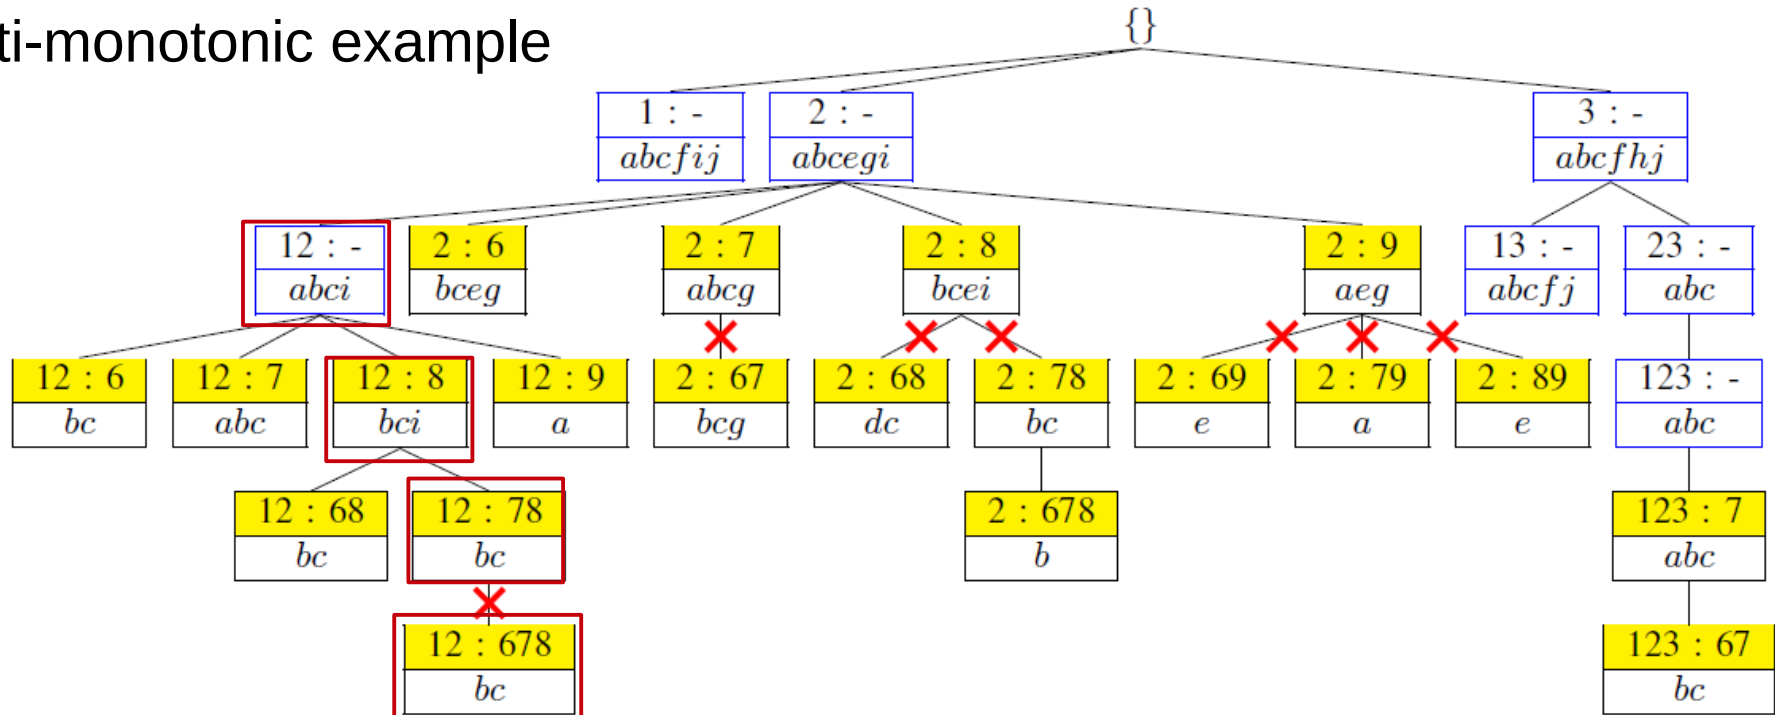 ti-monotonic example
{}
1 : -
abcfij
2 : -
abcegi
3 : -
abcfhj
12 : -
abci
2 : 6
bceg
2 : 7
abcg
2 : 8
bcei
2 : 9
aeg
13 : -
abcfj
23 : -
abc
12 : 6
bc
12 : 7
abc
12 : 8
bci
12 : 9
a
2 : 67
bcg
2 : 68
dc
2 : 78
bc
2 : 69
e
2 : 79
a
2 : 89
e
123 : -
abc
12 : 68
bc
12 : 78
bc
2 : 678
b
123 : 7
abc
12 : 678
bc
123 : 67
bc